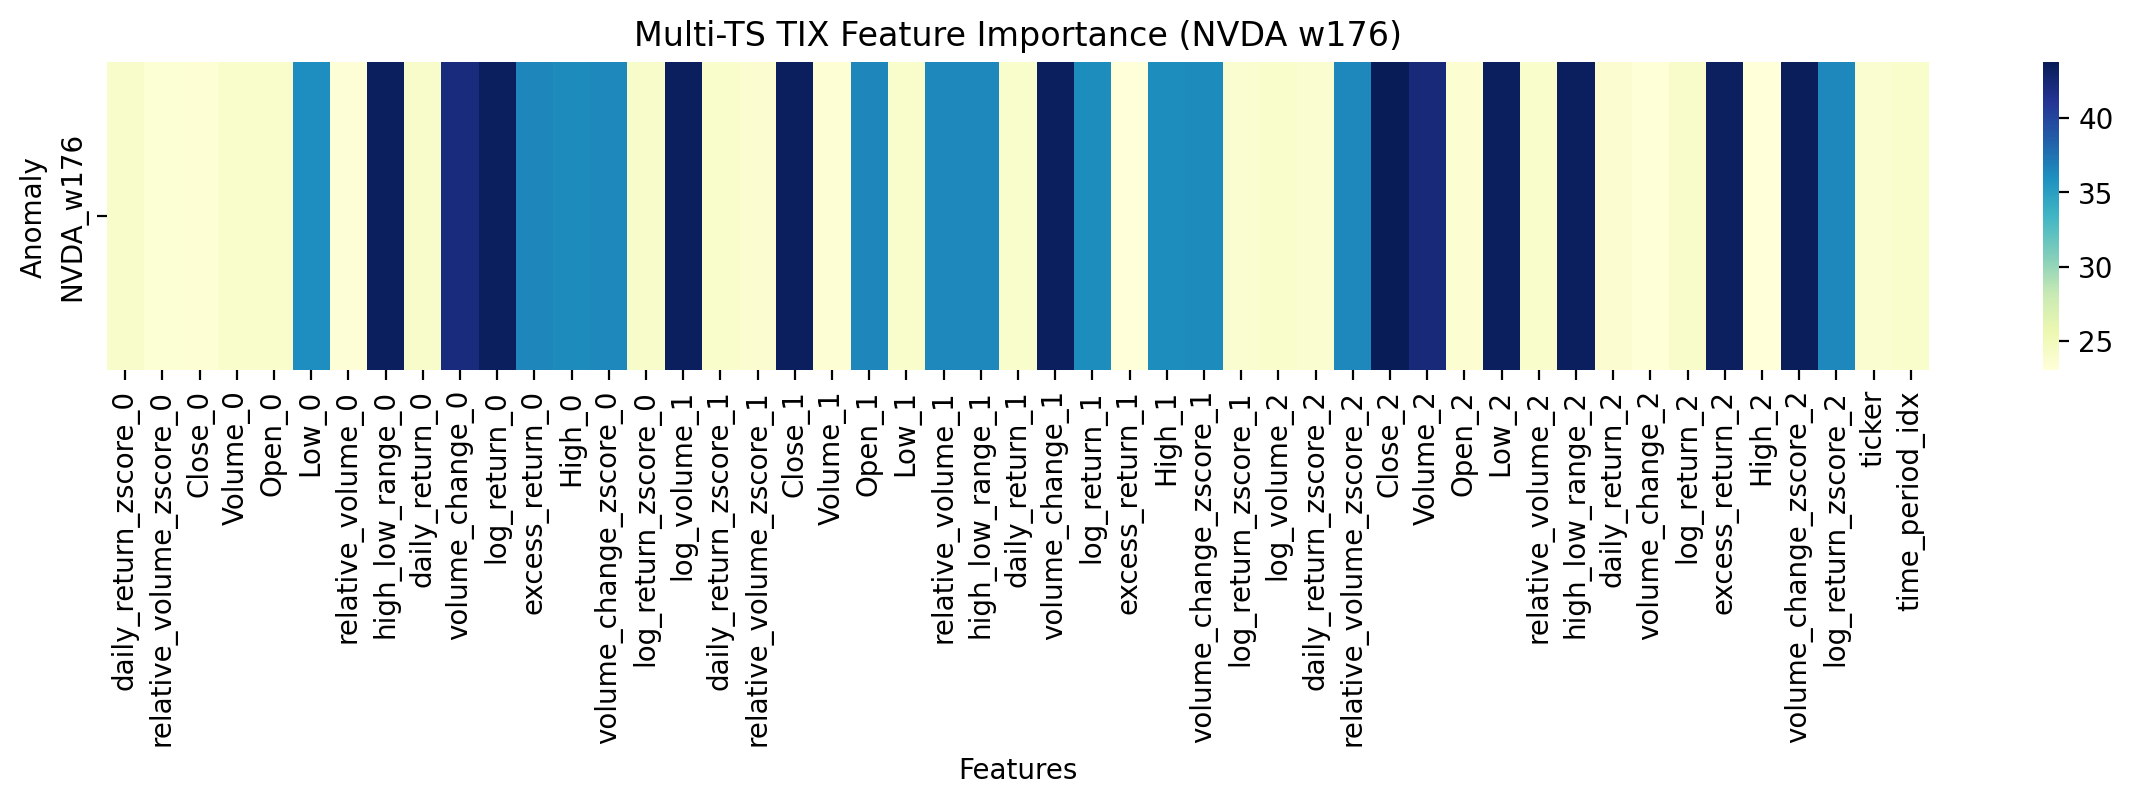 Multi-TS TIX Feature Importance (NVDA w176)
Anomaly
NVDA_w176
40
35
30
25
daily_return_zscore_0
relative_volume_zscore_0
Close_0
Volume_0
Open_0
Low_0
relative_volume_0
high_low_range_0
daily_return_0
volume_change_0
log_return_0
excess_return_0
High_0
volume_change_zscore_0
log_return_zscore_0
log_volume_1
daily_return_zscore_1
relative_volume_zscore_1
Close_1
Volume_1
Open_1
Low_1
relative_volume_1
high_low_range_1
daily_return_1
volume_change_1
log_return_1
excess_return_1
High_1
volume_change_zscore_1
log_return_zscore_1
log_volume_2
daily_return_zscore_2
relative_volume_zscore_2
Close_2
Volume_2
Open_2
Low_2
relative_volume_2
high_low_range_2
daily_return_2
volume_change_2
log_return_2
excess_return_2
High_2
volume_change_zscore_2
log_return_zscore_2
ticker
time_period_idx
Features